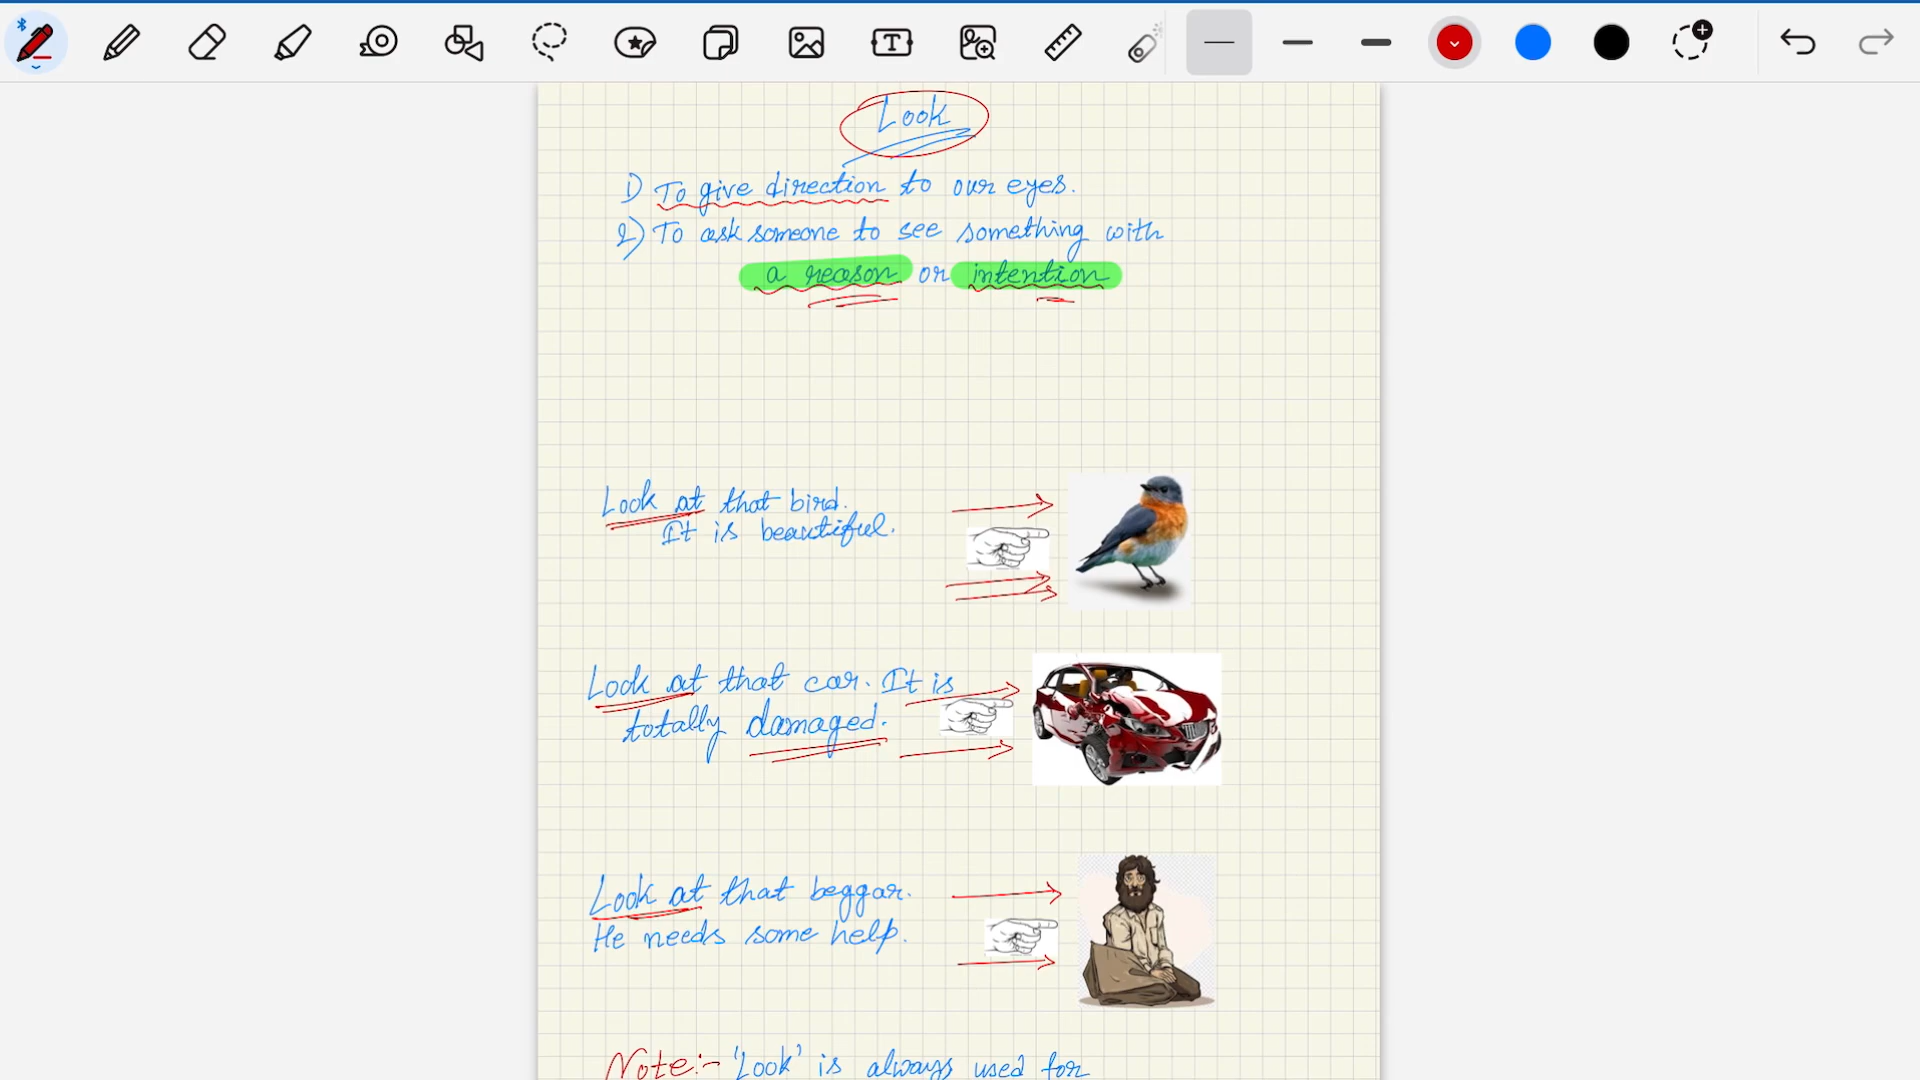 Look
1) To give direction to our eyes.
2) To ask someone to see something with
a reason or intention
Look at that bird.
It is beautiful.
Look at that car. It is
totally damaged.
Look at that beggar.
He needs some help.
Note:- 'Look' is always used for